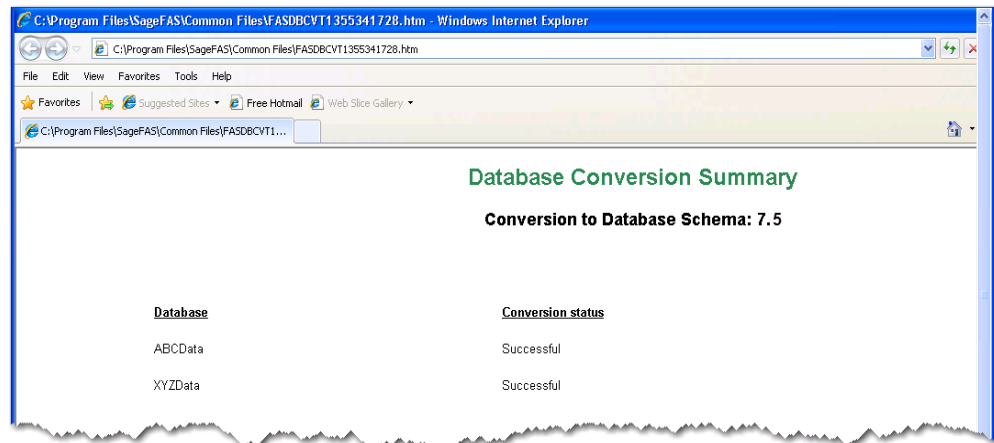 C:\Program Files\SageFAS\Common Files\FASDBCVT1355341728.htm - Windows Internet Explorer
C:\Program Files\SageFAS\Common Files\FASDBCVT1355341728.htm
File Edit View Favorites Tools Help
Favorites Suggested Sites Free Hotmail Web Slice Gallery
C:\Program Files\SageFAS\Common Files\FASDBCVT1...
Database Conversion Summary
Conversion to Database Schema: 7.5
Database Conversion status
ABCData Successful
XYZData Successful